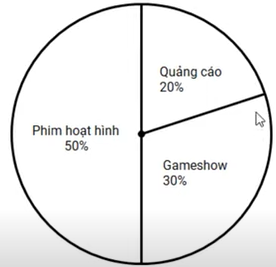 Quảng cáo
20%
Phim hoạt hình
50%
Gameshow
30%